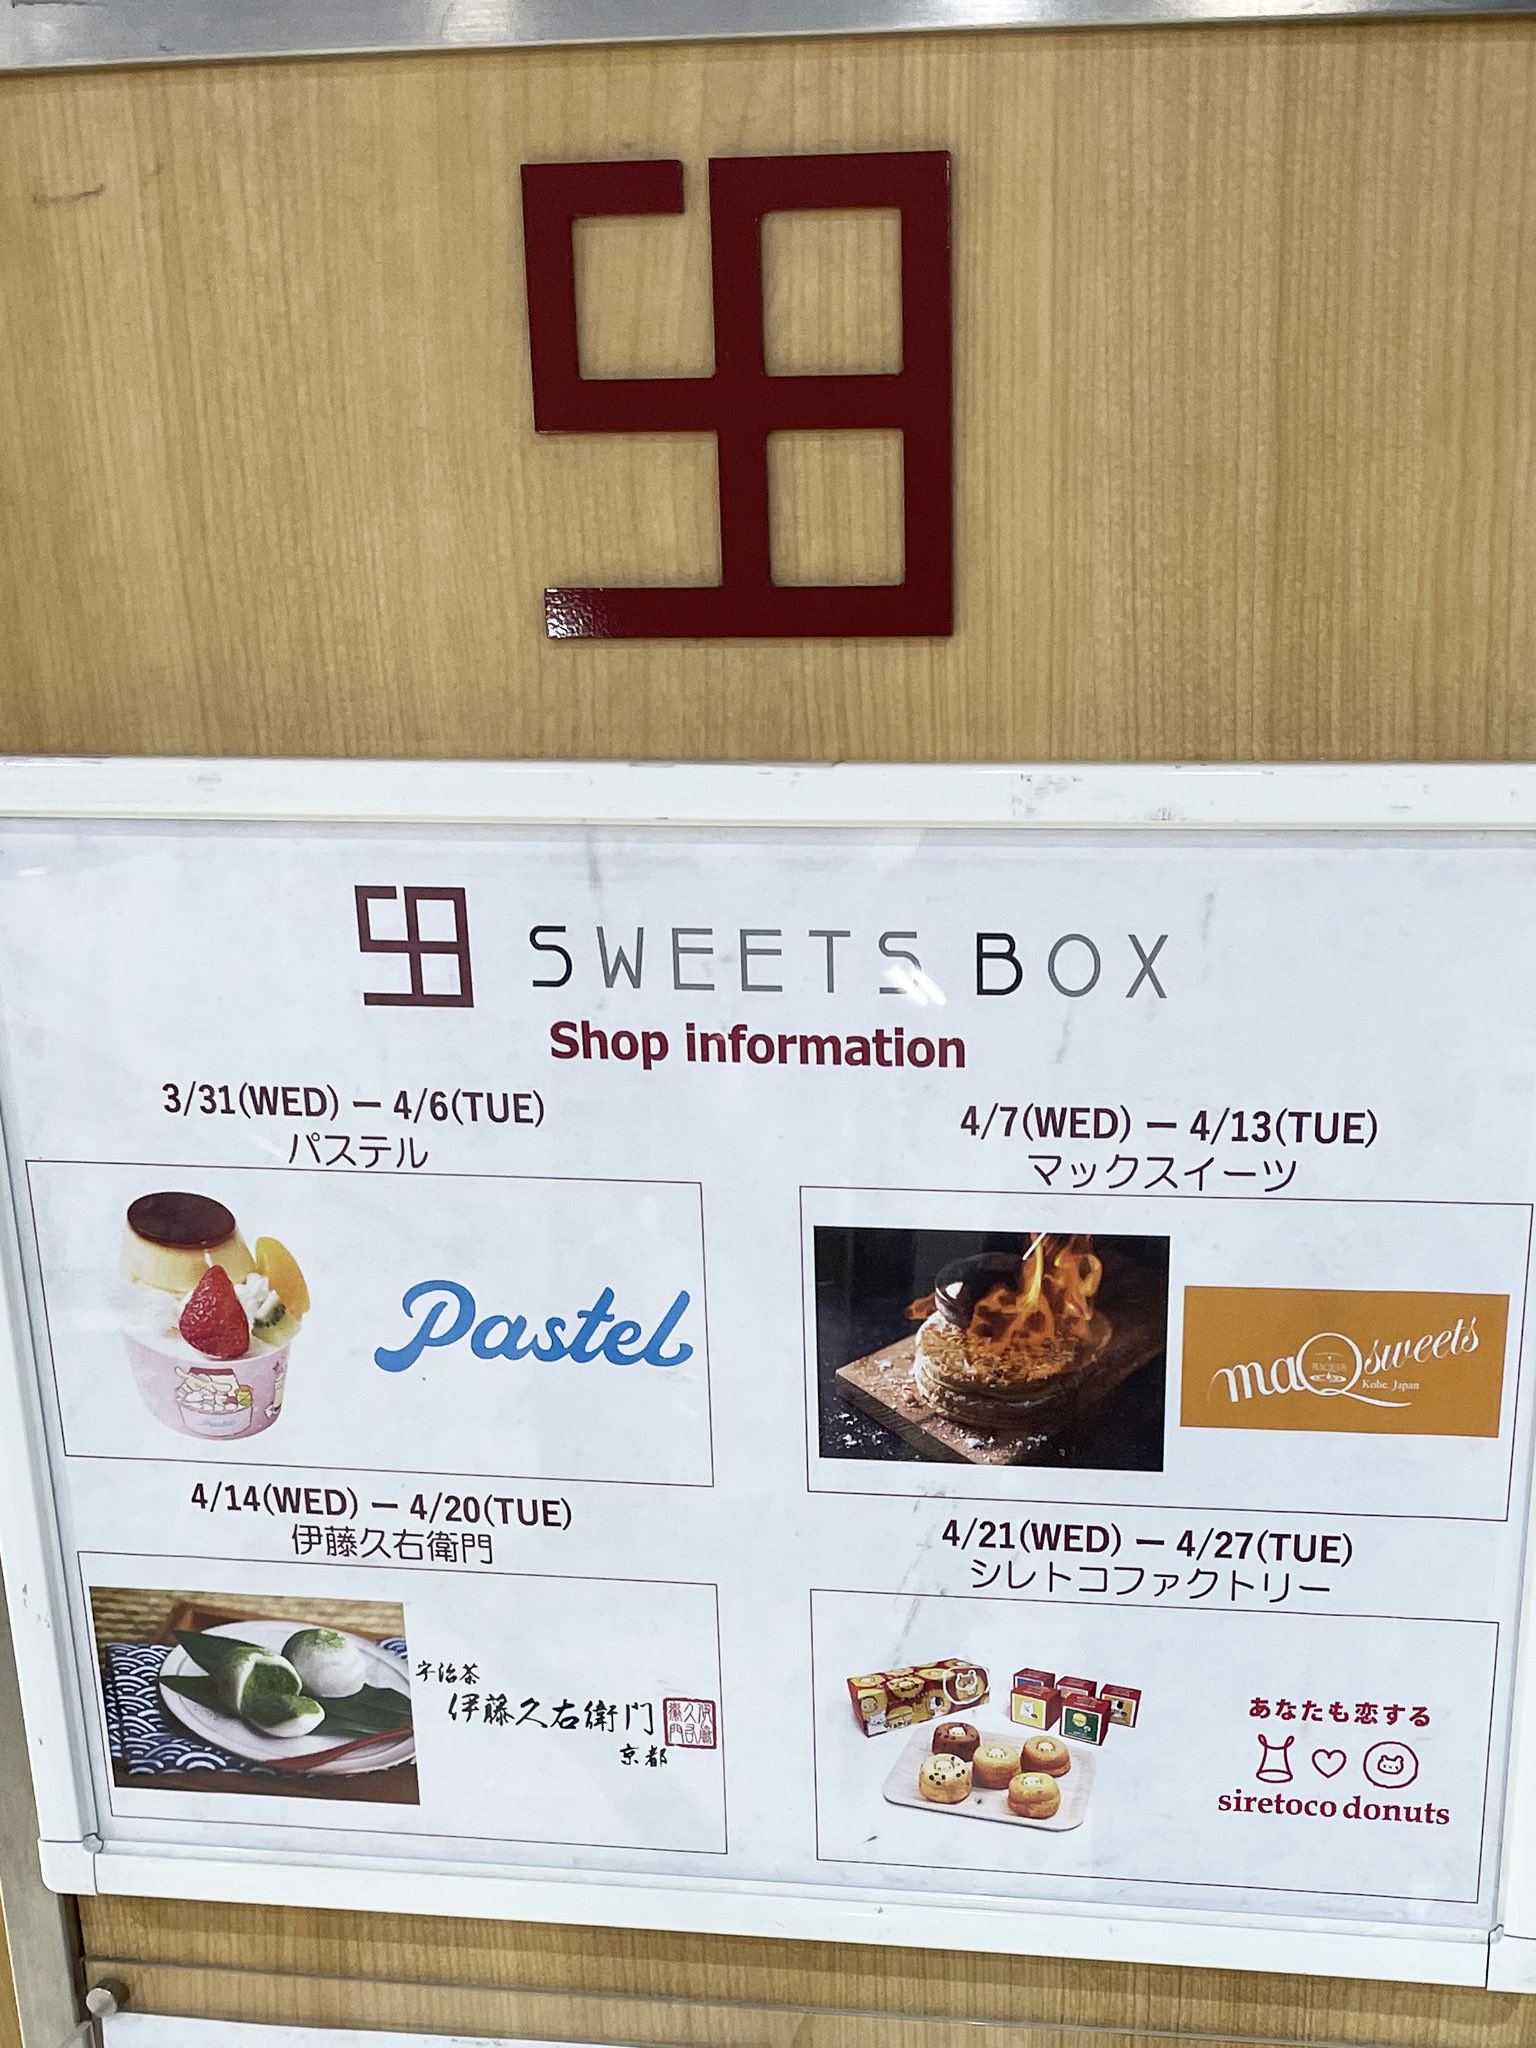 SWEETS BOX
Shop information
3/31(WED) ー 4/6(TUE)
パステル
Pastel
Pastel
4/7(WED) ー 4/13(TUE)
マックスイーツ
maQsweets
Kobe. Japan
4/14(WED) ー 4/20(TUE)
伊藤久右衛門
宇治茶
伊藤久右衛門
京都
4/21(WED) ー 4/27(TUE)
シレトコファクトリー
あなたも恋する
siretoco donuts